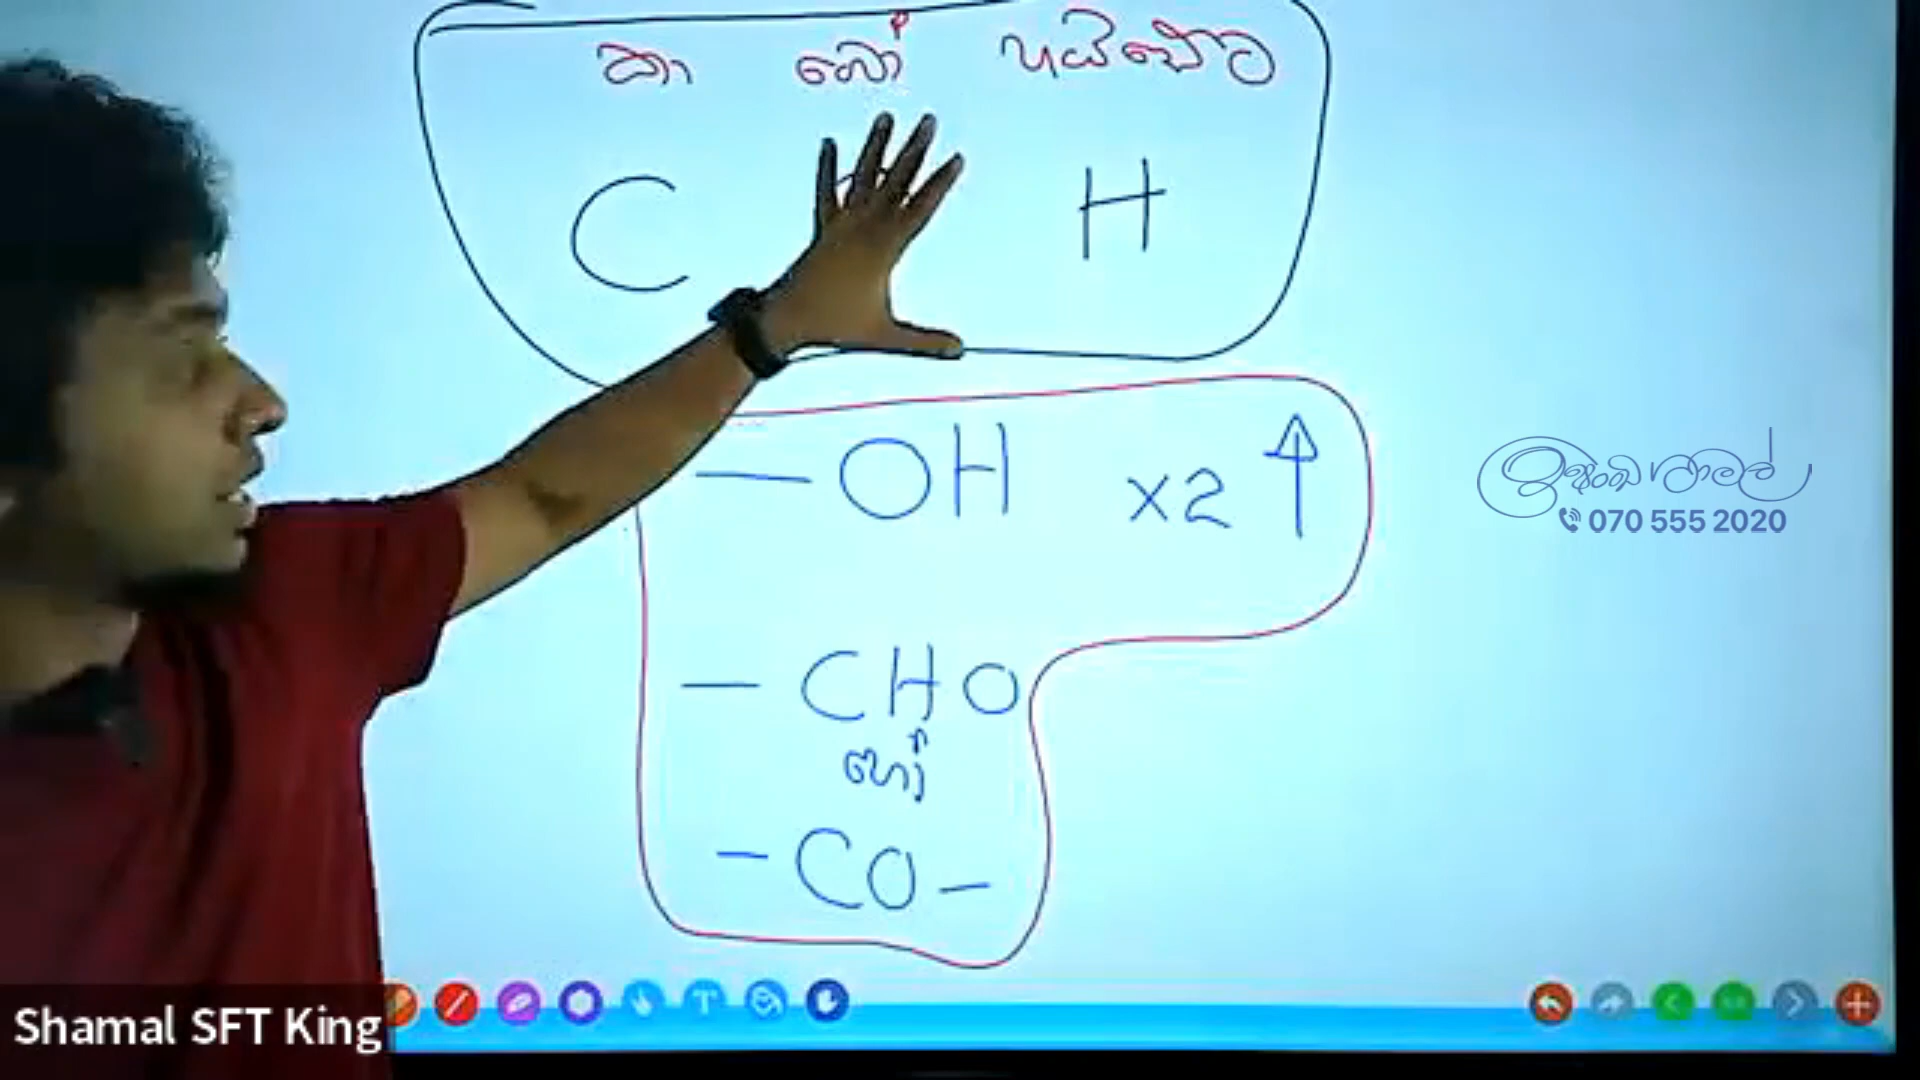 කා බෝ හයිඩ්‍රේට
C H
— OH x2 ↑
— CHO
හෝ
— CO —
070 555 2020
Shamal SFT King